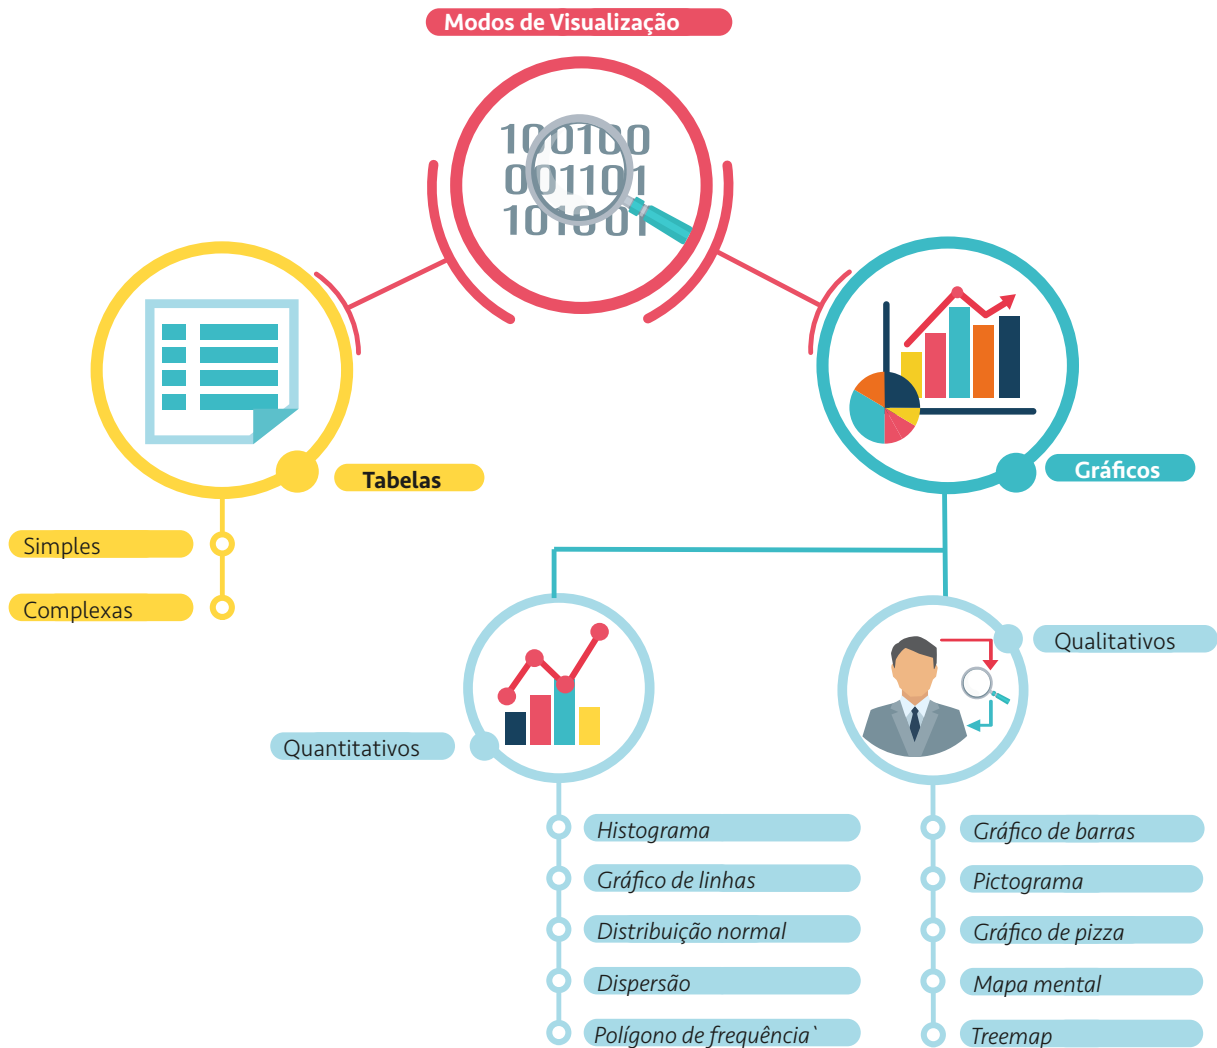 Modos de Visualização
100100
001101
101001
Tabelas
Gráficos
Simples
Complexas
Qualitativos
Quantitativos
Histograma
Gráfico de linhas
Distribuição normal
Dispersão
Polígono de frequência`
Gráfico de barras
Pictograma
Gráfico de pizza
Mapa mental
Treemap